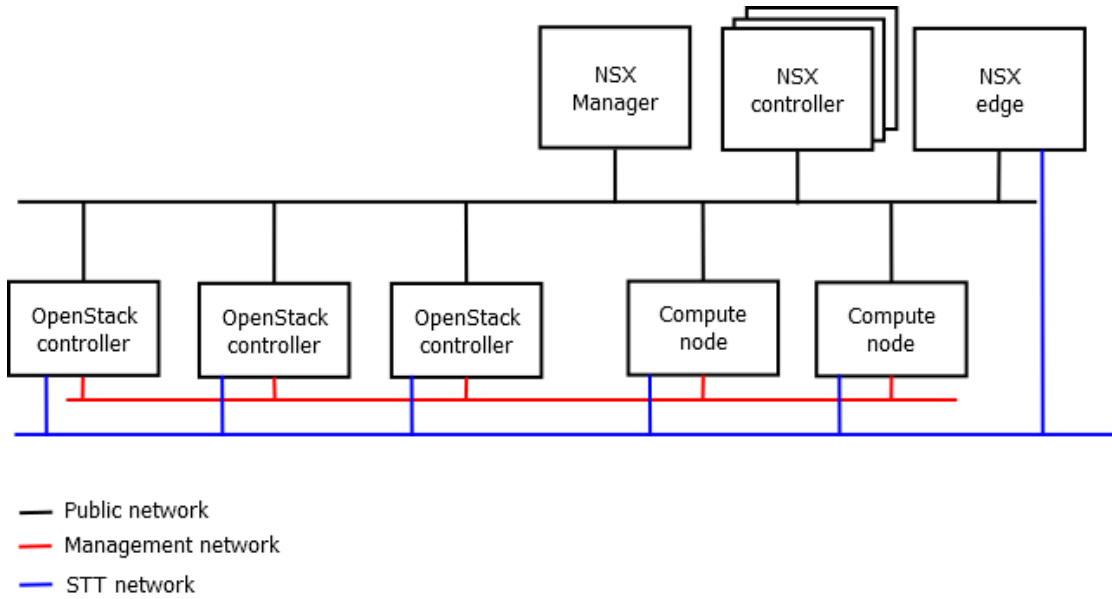 NSX
Manager
NSX
controller
NSX
edge
OpenStack
controller
OpenStack
controller
OpenStack
controller
Compute
node
Compute
node
Public network
Management network
STT network